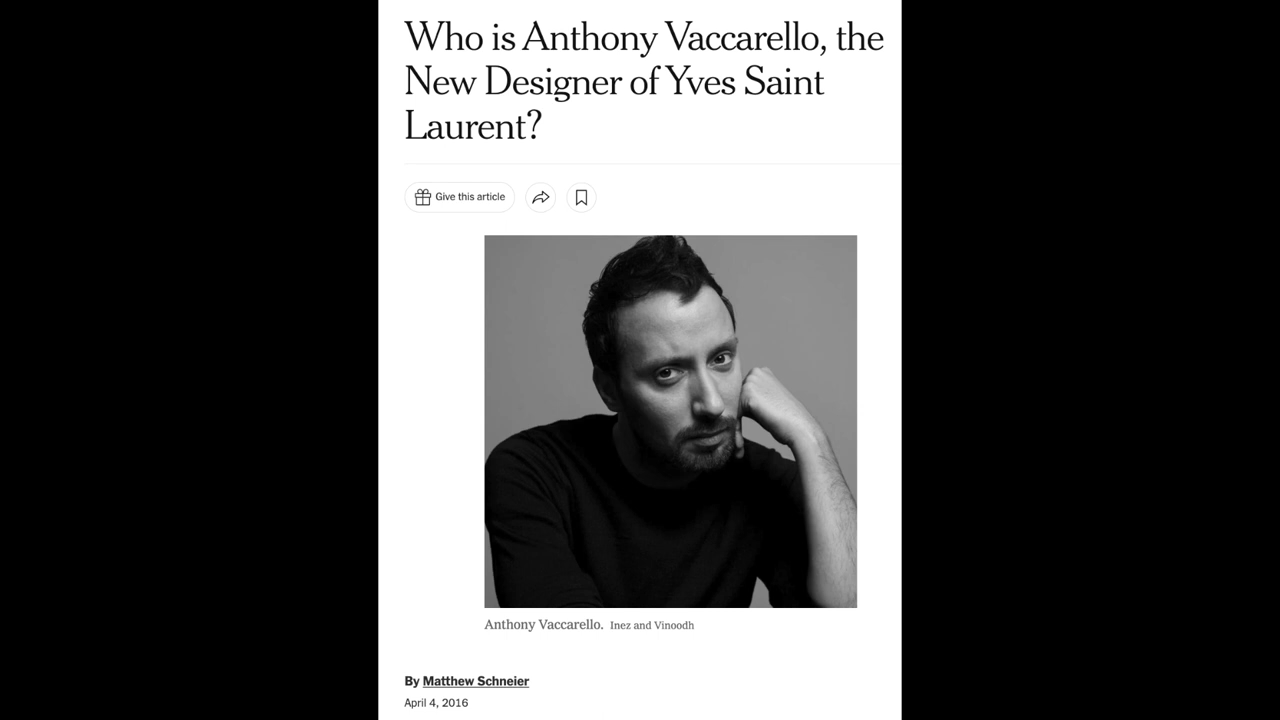 Who is Anthony Vaccarello, the
New Designer of Yves Saint
Laurent?
Give this article
Anthony Vaccarello. Inez and Vinoodh
By Matthew Schneier
April 4, 2016